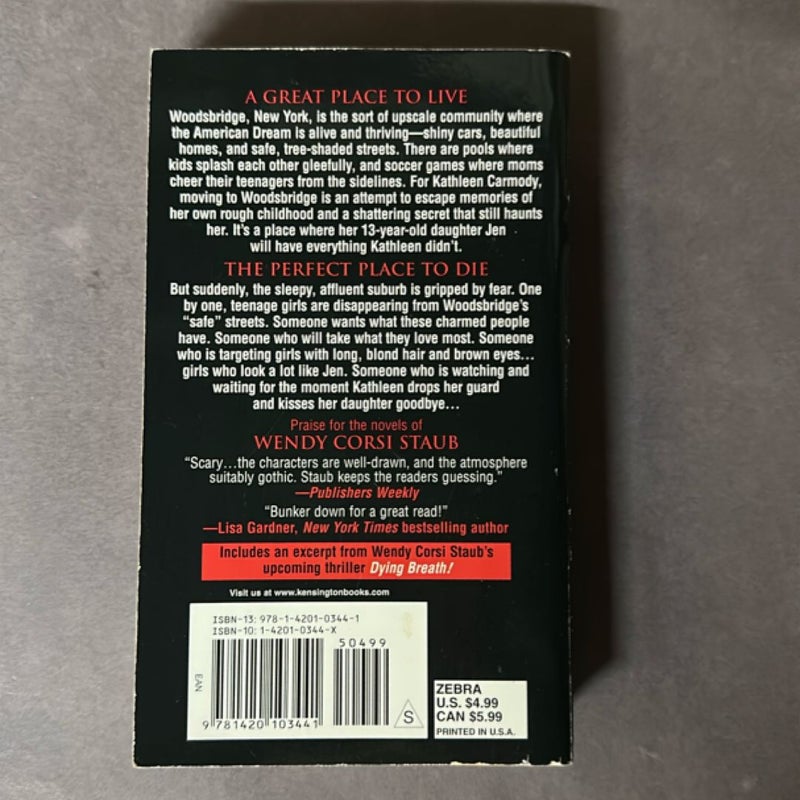 A GREAT PLACE TO LIVE
Woodsbridge, New York, is the sort of upscale community where
the American Dream is alive and thriving—shiny cars, beautiful
homes, and safe, tree-shaded streets. There are pools where
kids splash each other gleefully, and soccer games where moms
cheer their teenagers from the sidelines. For Kathleen Carmody,
moving to Woodsbridge is an attempt to escape memories of
her own rough childhood and a shattering secret that still haunts
her. It's a place where her 13-year-old daughter Jen
will have everything Kathleen didn't.
THE PERFECT PLACE TO DIE
But suddenly, the sleepy, affluent suburb is gripped by fear. One
by one, teenage girls are disappearing from Woodsbridge's
"safe" streets. Someone wants what these charmed people
have. Someone who will take what they love most. Someone
who is targeting girls with long, blond hair and brown eyes...
girls who look a lot like Jen. Someone who is watching and
waiting for the moment Kathleen drops her guard
and kisses her daughter goodbye...
Praise for the novels of
WENDY CORSI STAUB
"Scary...the characters are well-drawn, and the atmosphere
suitably gothic. Staub keeps the readers guessing."
—Publishers Weekly
"Bunker down for a great read!"
—Lisa Gardner, New York Times bestselling author
Includes an excerpt from Wendy Corsi Staub's
upcoming thriller Dying Breath!
Visit us at www.kensingtonbooks.com
ISBN-13: 978-1-4201-0344-1
ISBN-10: 1-4201-0344-X
50499
EAN
9 781420 103441
S
ZEBRA
U.S. $4.99
CAN $5.99
PRINTED IN U.S.A.